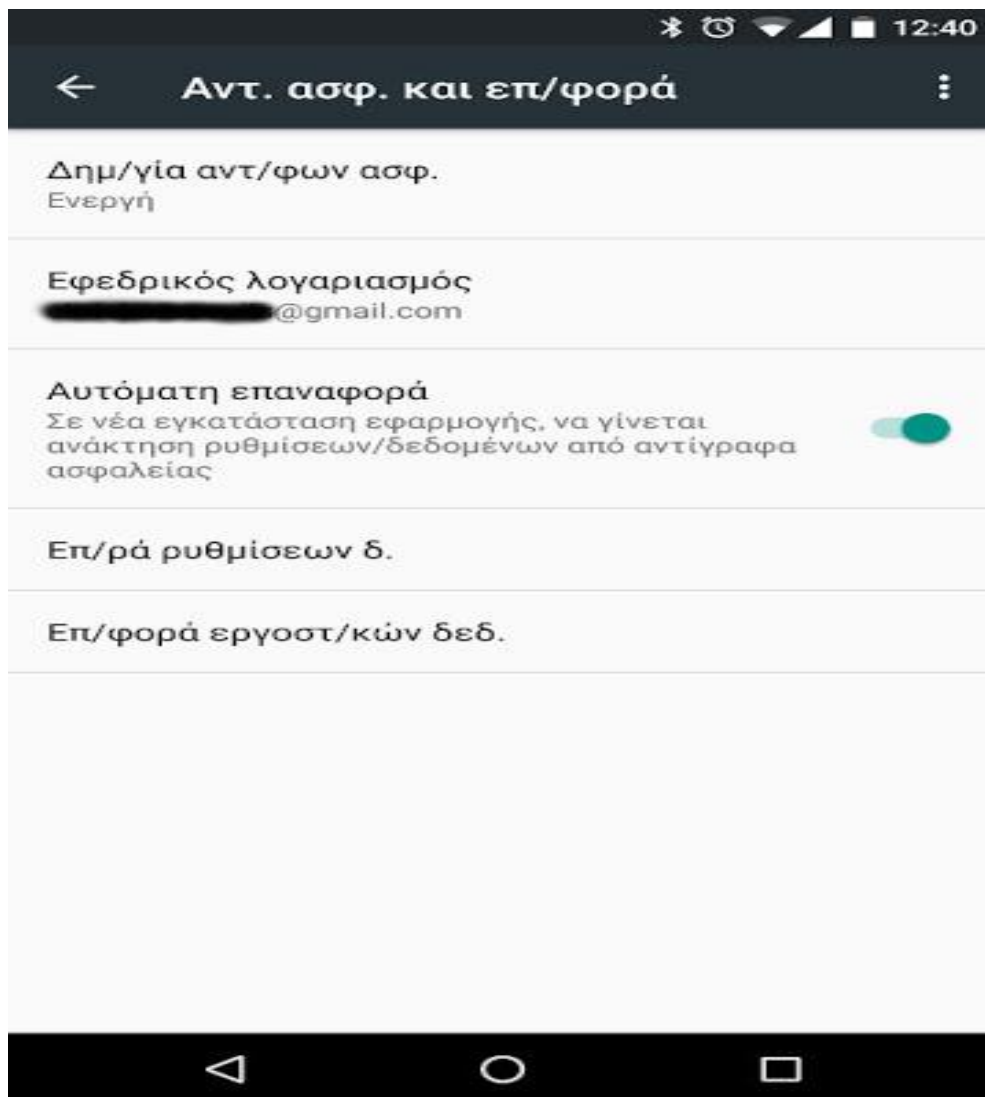 12:40
Αντ. ασφ. και επ/φορά
Δημ/γία αντ/φων ασφ.
Ενεργή
Εφεδρικός λογαριασμός
@gmail.com
Αυτόματη επαναφορά
Σε νέα εγκατάσταση εφαρμογής, να γίνεται
ανάκτηση ρυθμίσεων/δεδομένων από αντίγραφα
ασφαλείας
Επ/ρά ρυθμίσεων δ.
Επ/φορά εργοστ/κών δεδ.